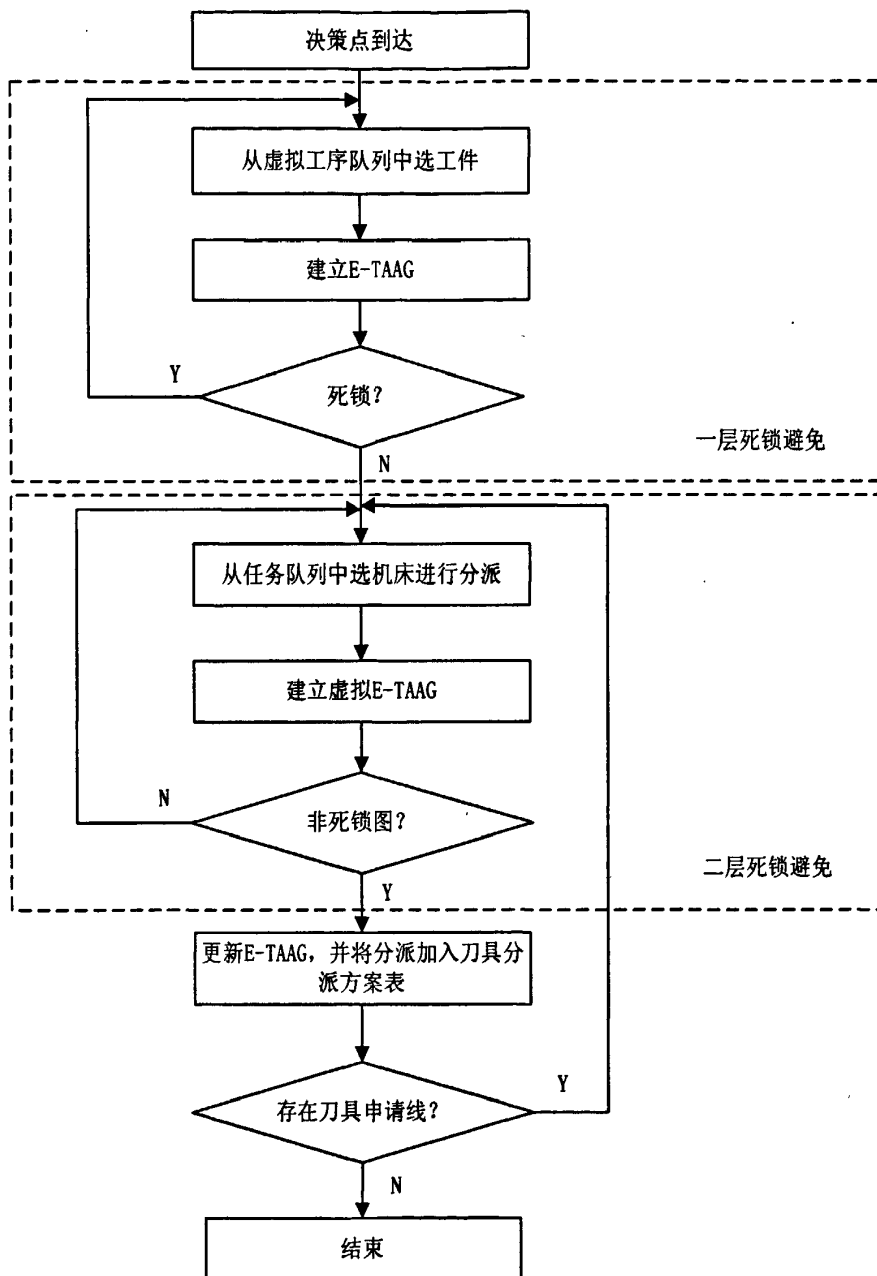 决策点到达
从虚拟工序队列中选工件
建立E-TAAG
Y
死锁?
一层死锁避免
N
从任务队列中选机床进行分派
建立虚拟E-TAAG
N
非死锁图?
二层死锁避免
Y
更新E-TAAG，并将分派加入刀具分
派方案表
Y
存在刀具申请线?
N
结束